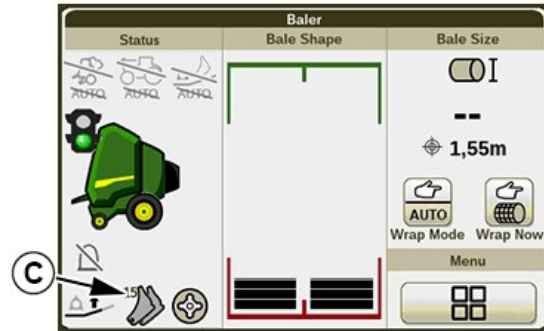 Baler
Status
Bale Shape
Bale Size
AUTO
AUTO
AUTO
--
1,55m
AUTO
Wrap Mode
Wrap Now
C
15
Menu